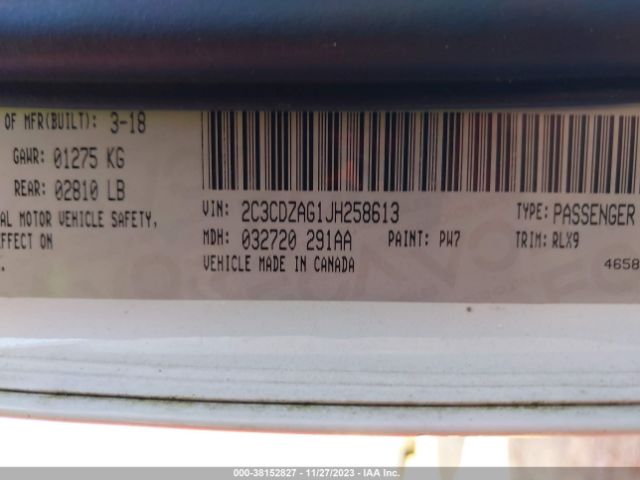 OF MFR(BUILT): 3-18
GAWR: 01275 KG
REAR: 02810 LB
AL MOTOR VEHICLE SAFETY,
EFFECT ON
VIN: 2C3CDZAG1JH258613
TYPE: PASSENGER
MDH: 032720 291AA
PAINT: PW7
TRIM: RLX9
VEHICLE MADE IN CANADA
4658
000-38152827 - 11/27/2023 - © IAA Inc.